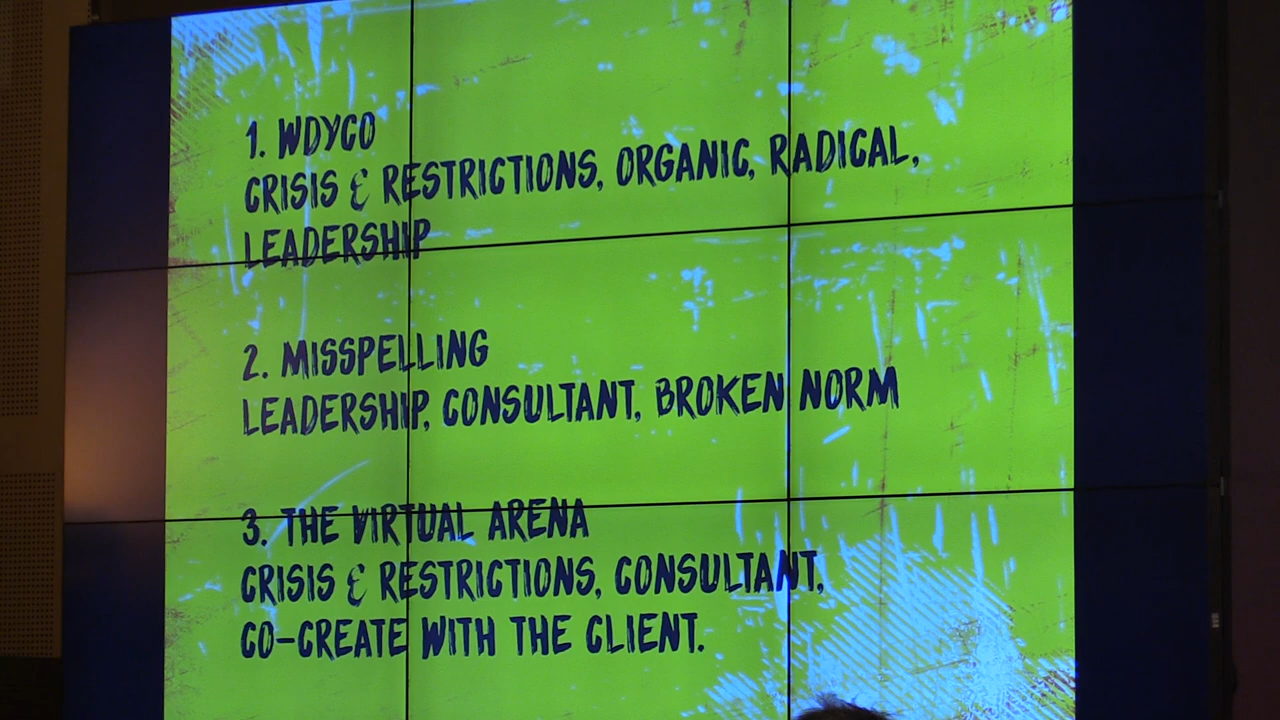 1. WDYCO
CRISIS & RESTRICTIONS, ORGANIC, RADICAL,
LEADERSHIP
2. MISSPELLING
LEADERSHIP, CONSULTANT, BROKEN NORM
3. THE VIRTUAL ARENA
CRISIS & RESTRICTIONS, CONSULTANT,
CO-CREATE WITH THE CLIENT.